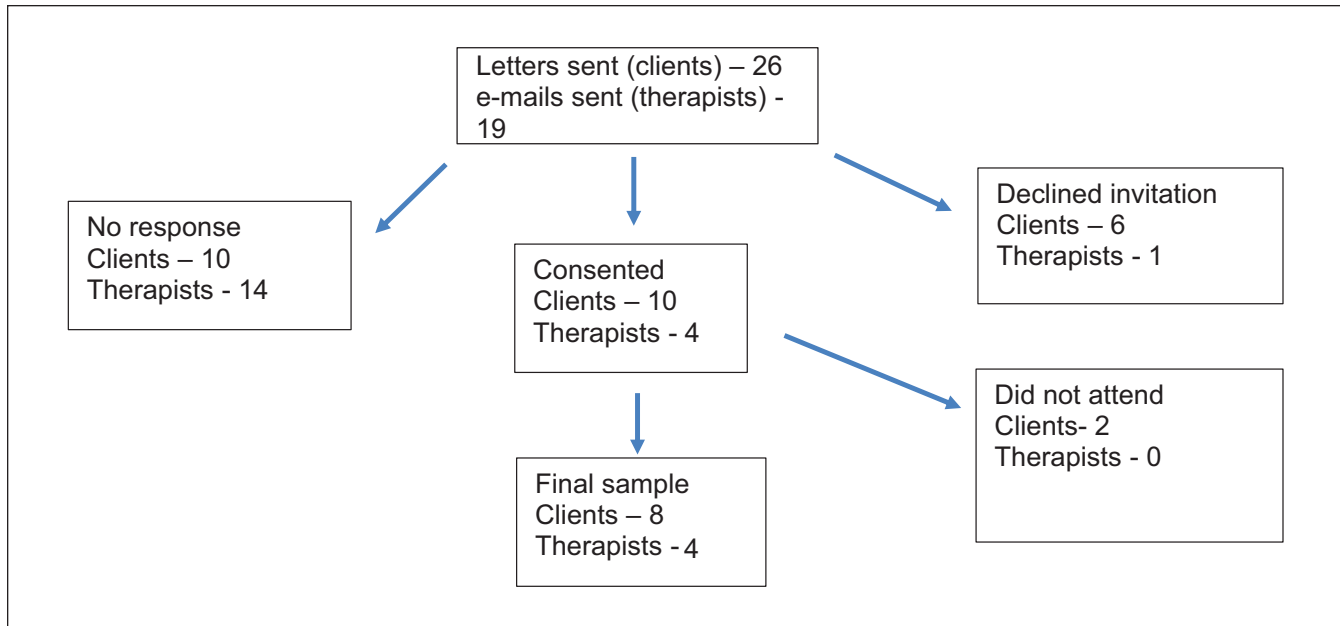 Letters sent (clients) – 26
e-mails sent (therapists) -
19
No response
Clients – 10
Therapists - 14
Consented
Clients – 10
Therapists - 4
Declined invitation
Clients – 6
Therapists - 1
Did not attend
Clients- 2
Therapists - 0
Final sample
Clients – 8
Therapists - 4